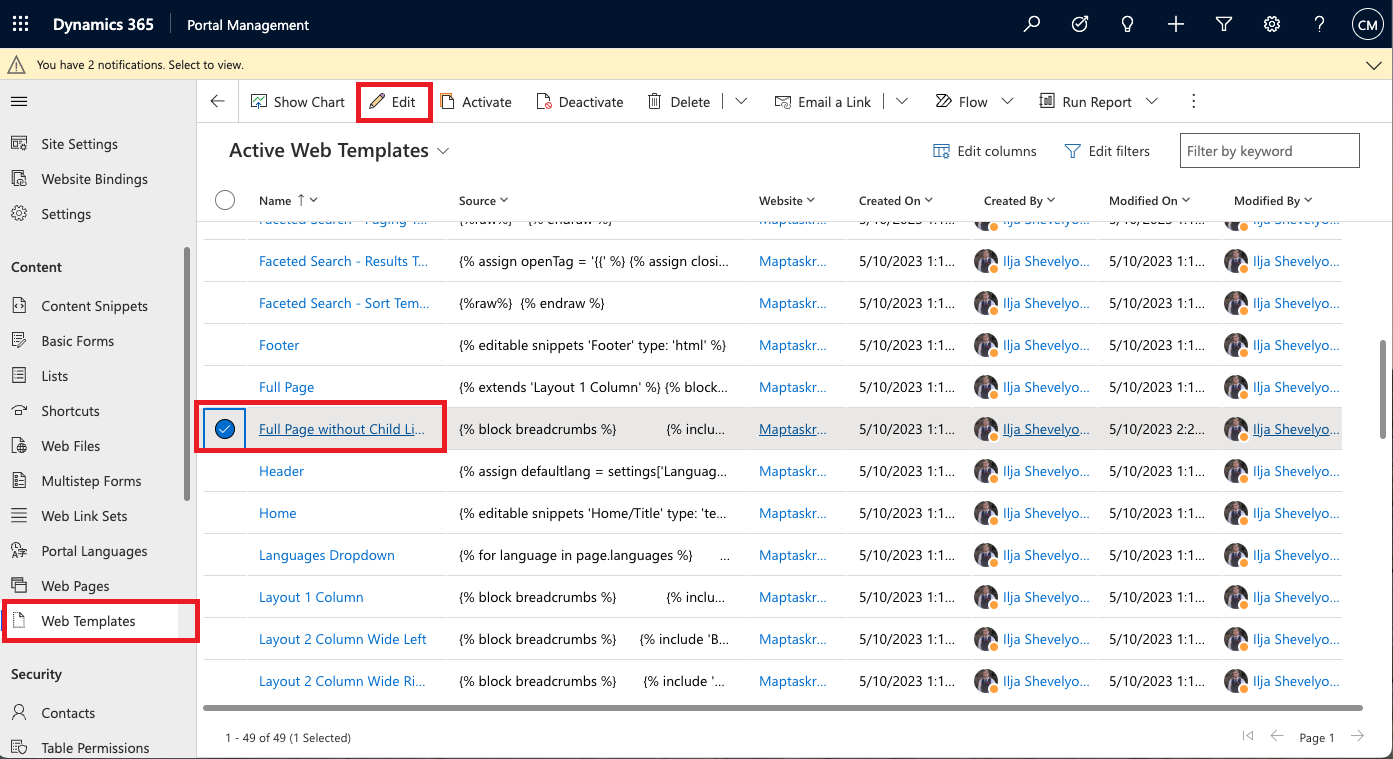 Dynamics 365 Portal Management CM
You have 2 notifications. Select to view.
Show Chart Edit Activate Deactivate Delete Email a Link Flow Run Report
Active Web Templates Edit columns Edit filters Filter by keyword
Name Source Website Created On Created By Modified On Modified By
Faceted Search - Paging T... {%raw%} {% endraw %} Maptaskr... 5/10/2023 1:1... Ilja Shevelyo... 5/10/2023 1:1... Ilja Shevelyo...
Faceted Search - Results T... {% assign openTag = '{{' %} {% assign closi... Maptaskr... 5/10/2023 1:1... Ilja Shevelyo... 5/10/2023 1:1... Ilja Shevelyo...
Faceted Search - Sort Tem... {%raw%} {% endraw %} Maptaskr... 5/10/2023 1:1... Ilja Shevelyo... 5/10/2023 1:1... Ilja Shevelyo...
Footer {% editable snippets 'Footer' type: 'html' %} Maptaskr... 5/10/2023 1:1... Ilja Shevelyo... 5/10/2023 1:1... Ilja Shevelyo...
Full Page {% extends 'Layout 1 Column' %} {% block... Maptaskr... 5/10/2023 1:1... Ilja Shevelyo... 5/10/2023 1:1... Ilja Shevelyo...
Full Page without Child Li... {% block breadcrumbs %} {% inclu... Maptaskr... 5/10/2023 1:1... Ilja Shevelyo... 5/10/2023 2:2... Ilja Shevelyo...
Header {% assign defaultlang = settings['Languag... Maptaskr... 5/10/2023 1:1... Ilja Shevelyo... 5/10/2023 1:1... Ilja Shevelyo...
Home {% editable snippets 'Home/Title' type: 'te... Maptaskr... 5/10/2023 1:1... Ilja Shevelyo... 5/10/2023 1:1... Ilja Shevelyo...
Languages Dropdown {% for language in page.languages %} ... Maptaskr... 5/10/2023 1:1... Ilja Shevelyo... 5/10/2023 1:1... Ilja Shevelyo...
Layout 1 Column {% block breadcrumbs %} {% inclu... Maptaskr... 5/10/2023 1:1... Ilja Shevelyo... 5/10/2023 1:1... Ilja Shevelyo...
Layout 2 Column Wide Left {% block breadcrumbs %} {% include 'B... Maptaskr... 5/10/2023 1:1... Ilja Shevelyo... 5/10/2023 1:1... Ilja Shevelyo...
Layout 2 Column Wide Ri... {% block breadcrumbs %} {% include '... Maptaskr... 5/10/2023 1:1... Ilja Shevelyo... 5/10/2023 1:1... Ilja Shevelyo...
1 - 49 of 49 (1 Selected) Page 1
Site Settings
Website Bindings
Settings
Content
Content Snippets
Basic Forms
Lists
Shortcuts
Web Files
Multistep Forms
Web Link Sets
Portal Languages
Web Pages
Web Templates
Security
Contacts
Table Permissions